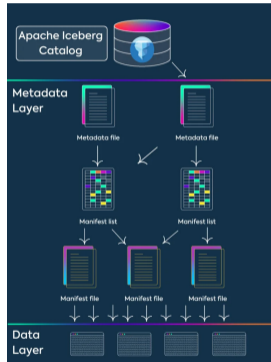 Apache Iceberg
Catalog
Metadata
Layer
Metadata file
Metadata file
Manifest list
Manifest list
Manifest file
Manifest file
Manifest file
Data
Layer